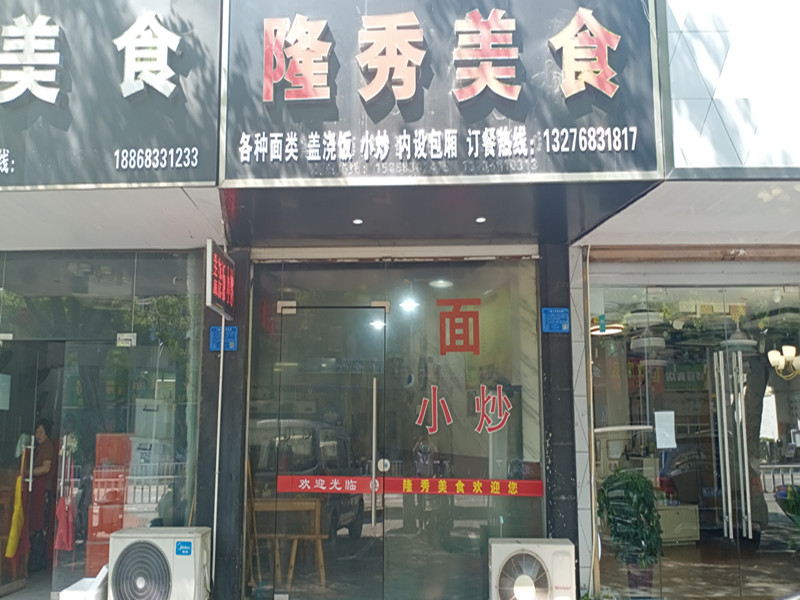 美食
线： 18868331233
隆秀美食
各种面类 盖浇饭 小炒 内设包厢 订餐热线：13276831817
面
小炒
欢迎光临
隆秀美食欢迎您
Midea